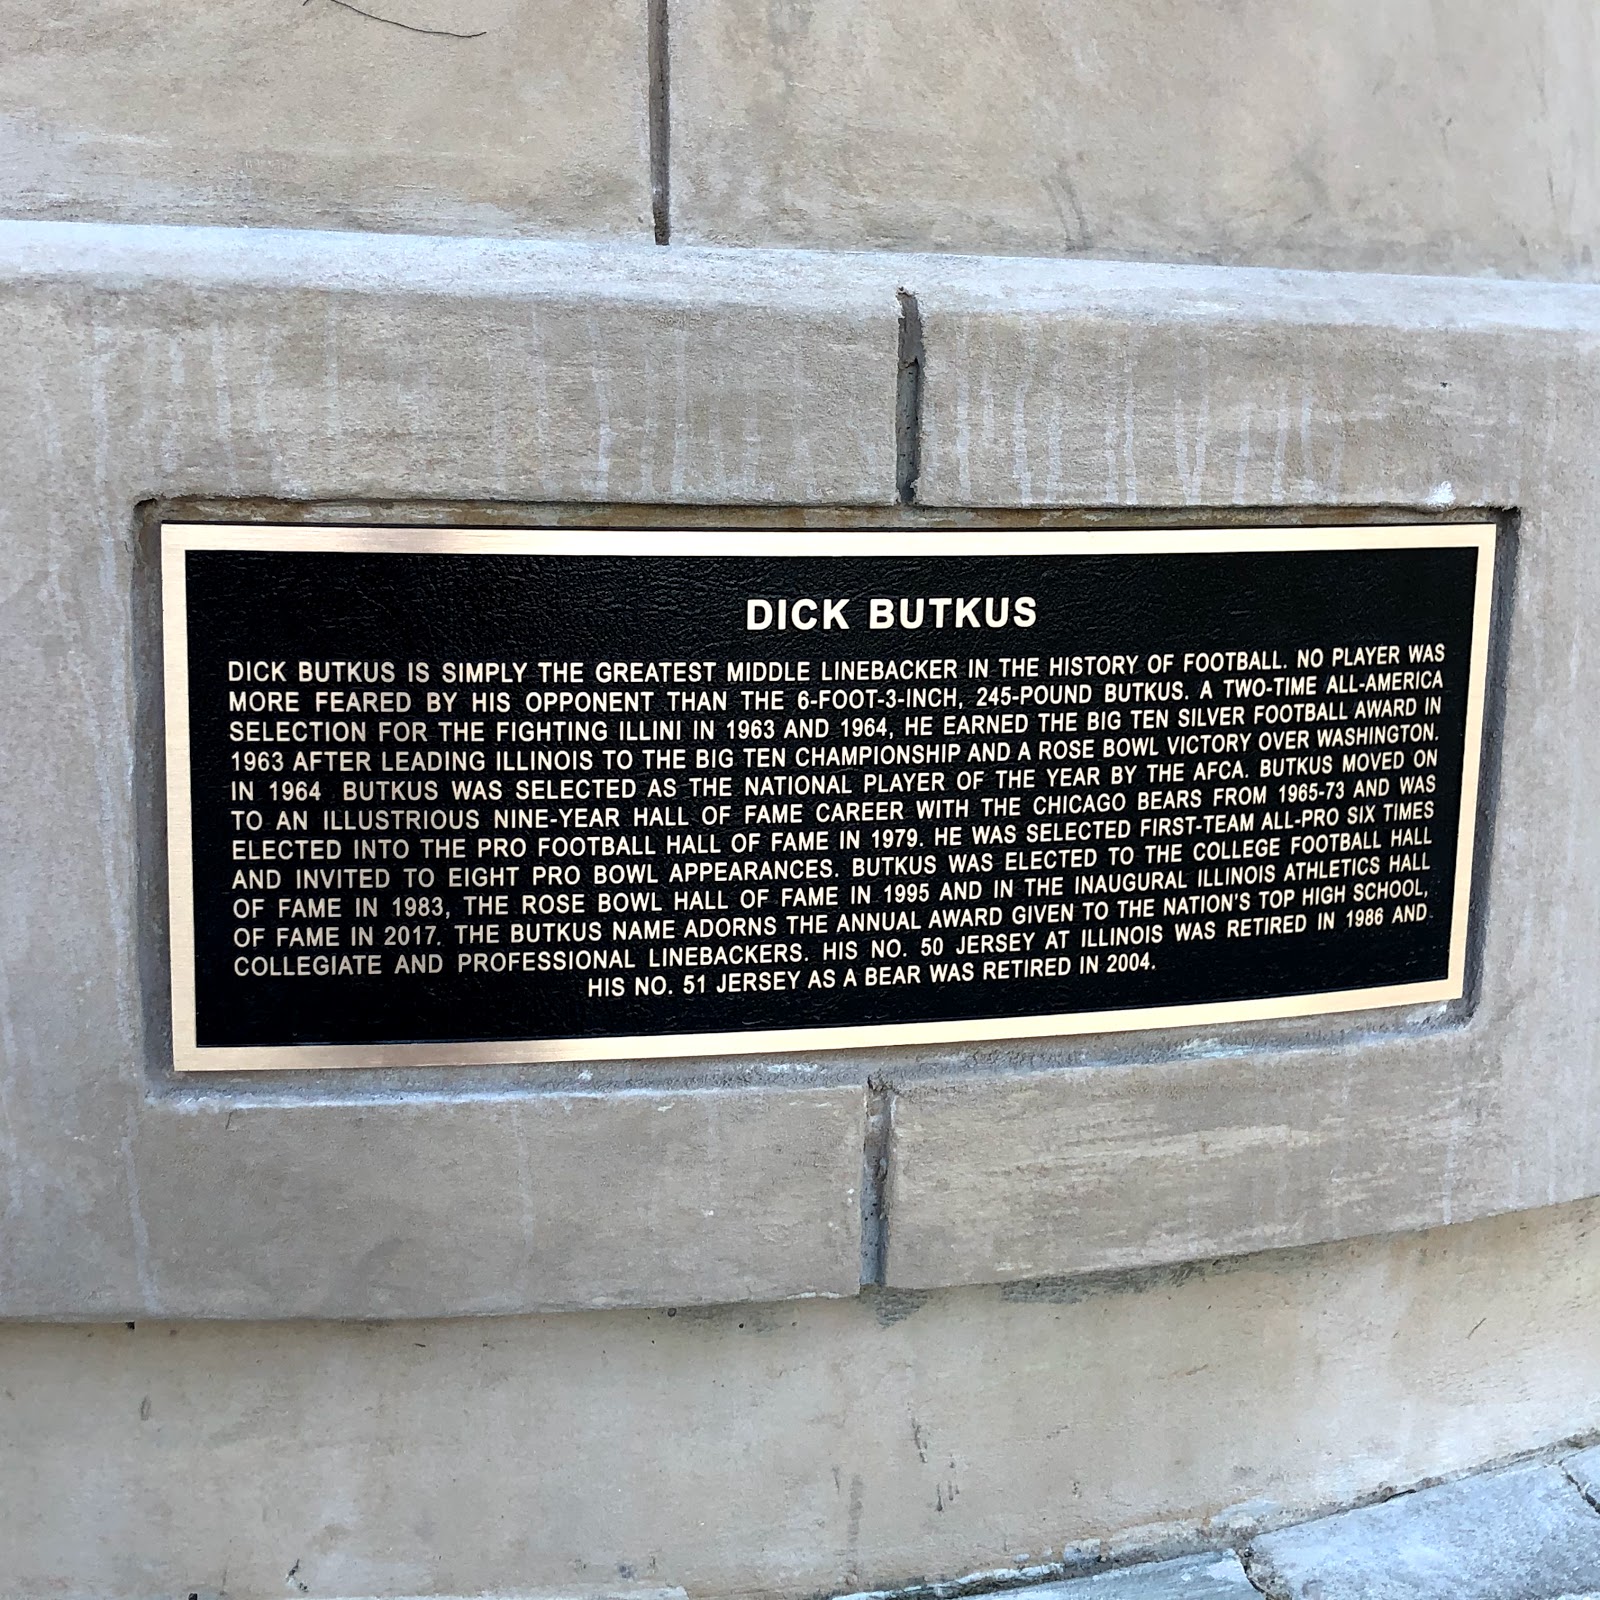 DICK BUTKUS
DICK BUTKUS IS SIMPLY THE GREATEST MIDDLE LINEBACKER IN THE HISTORY OF FOOTBALL. NO PLAYER WAS
MORE FEARED BY HIS OPPONENT THAN THE 6-FOOT-3-INCH, 245-POUND BUTKUS. A TWO-TIME ALL-AMERICA
SELECTION FOR THE FIGHTING ILLINI IN 1963 AND 1964, HE EARNED THE BIG TEN SILVER FOOTBALL AWARD IN
1963 AFTER LEADING ILLINOIS TO THE BIG TEN CHAMPIONSHIP AND A ROSE BOWL VICTORY OVER WASHINGTON.
IN 1964 BUTKUS WAS SELECTED AS THE NATIONAL PLAYER OF THE YEAR BY THE AFCA. BUTKUS MOVED ON
TO AN ILLUSTRIOUS NINE-YEAR HALL OF FAME CAREER WITH THE CHICAGO BEARS FROM 1965-73 AND WAS
ELECTED INTO THE PRO FOOTBALL HALL OF FAME IN 1979. HE WAS SELECTED FIRST-TEAM ALL-PRO SIX TIMES
AND INVITED TO EIGHT PRO BOWL APPEARANCES. BUTKUS WAS ELECTED TO THE COLLEGE FOOTBALL HALL
OF FAME IN 1983, THE ROSE BOWL HALL OF FAME IN 1995 AND IN THE INAUGURAL ILLINOIS ATHLETICS HALL
OF FAME IN 2017. THE BUTKUS NAME ADORNS THE ANNUAL AWARD GIVEN TO THE NATION'S TOP HIGH SCHOOL,
COLLEGIATE AND PROFESSIONAL LINEBACKERS. HIS NO. 50 JERSEY AT ILLINOIS WAS RETIRED IN 1986 AND
HIS NO. 51 JERSEY AS A BEAR WAS RETIRED IN 2004.